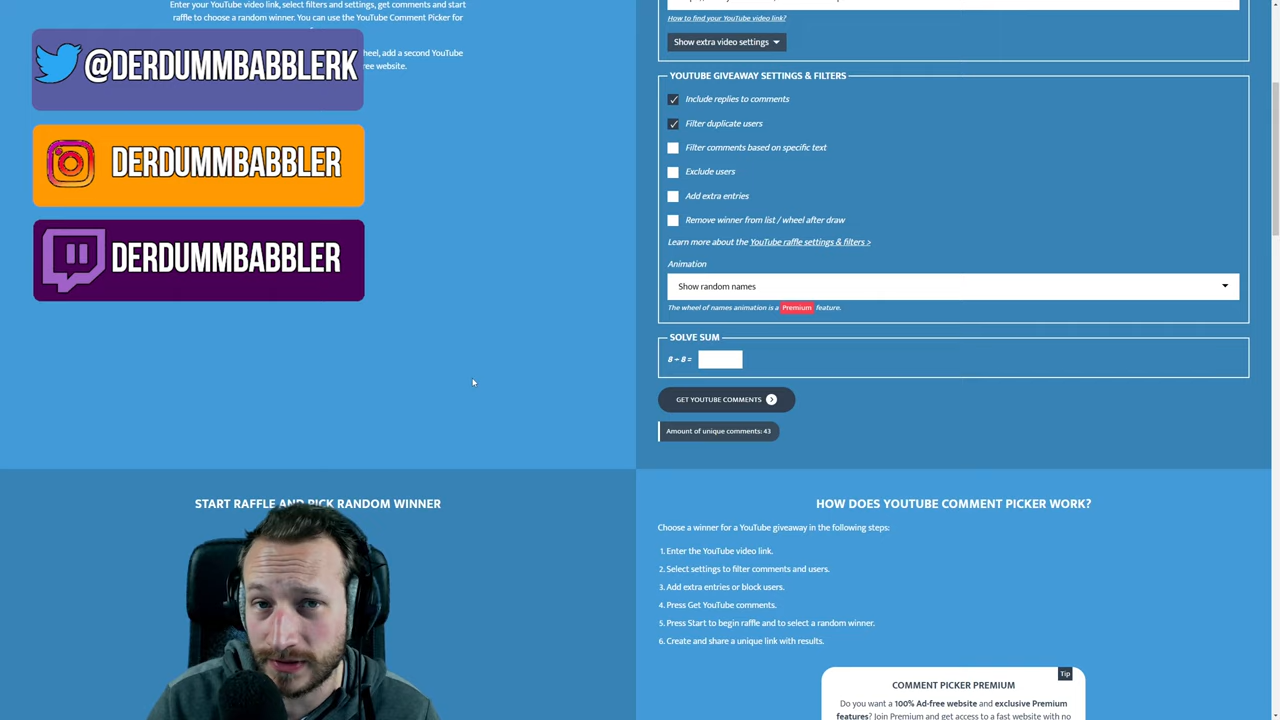 Enter your YouTube video link, select filters and settings, get comments and start
raffle to choose a random winner. You can use the YouTube Comment Picker for
heel, add a second YouTube
free website.
@DERDUMMBABBLERK
DERDUMMBABBLER
DERDUMMBABBLER
How to find your YouTube video link?
Show extra video settings
YOUTUBE GIVEAWAY SETTINGS & FILTERS
Include replies to comments
Filter duplicate users
Filter comments based on specific text
Exclude users
Add extra entries
Remove winner from list / wheel after draw
Learn more about the YouTube raffle settings & filters >
Animation
Show random names
The wheel of names animation is a Premium feature.
SOLVE SUM
8 + 8 =
GET YOUTUBE COMMENTS
Amount of unique comments: 43
START RAFFLE AND PICK RANDOM WINNER
HOW DOES YOUTUBE COMMENT PICKER WORK?
Choose a winner for a YouTube giveaway in the following steps:
1. Enter the YouTube video link.
2. Select settings to filter comments and users.
3. Add extra entries or block users.
4. Press Get YouTube comments.
5. Press Start to begin raffle and to select a random winner.
6. Create and share a unique link with results.
Tip
COMMENT PICKER PREMIUM
Do you want a 100% Ad-free website and exclusive Premium
features? Join Premium and get access to a fast website with no